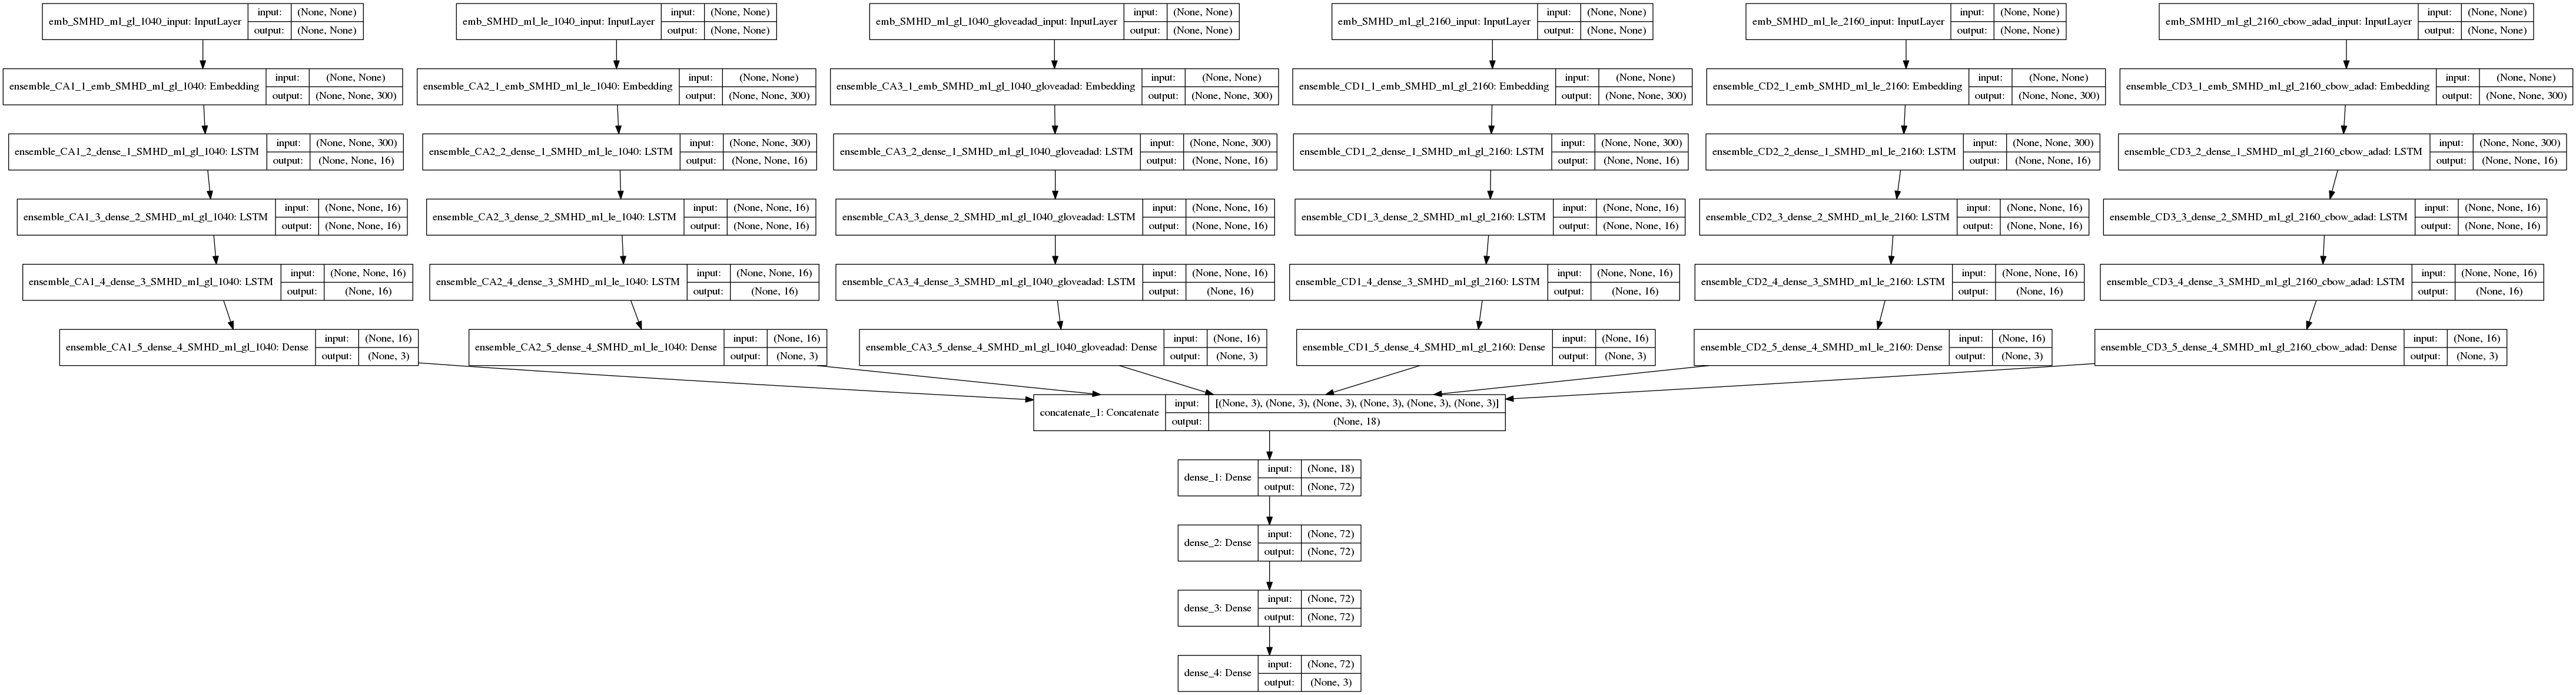 emb_SMHD_ml_gl_1040_input: InputLayer input: (None, None) output: (None, None)
emb_SMHD_ml_le_1040_input: InputLayer input: (None, None) output: (None, None)
emb_SMHD_ml_gl_1040_gloveadad_input: InputLayer input: (None, None) output: (None, None)
emb_SMHD_ml_gl_2160_input: InputLayer input: (None, None) output: (None, None)
emb_SMHD_ml_le_2160_input: InputLayer input: (None, None) output: (None, None)
emb_SMHD_ml_gl_2160_cbow_adad_input: InputLayer input: (None, None) output: (None, None)
ensemble_CA1_1_emb_SMHD_ml_gl_1040: Embedding input: (None, None) output: (None, None, 300)
ensemble_CA2_1_emb_SMHD_ml_le_1040: Embedding input: (None, None) output: (None, None, 300)
ensemble_CA3_1_emb_SMHD_ml_gl_1040_gloveadad: Embedding input: (None, None) output: (None, None, 300)
ensemble_CD1_1_emb_SMHD_ml_gl_2160: Embedding input: (None, None) output: (None, None, 300)
ensemble_CD2_1_emb_SMHD_ml_le_2160: Embedding input: (None, None) output: (None, None, 300)
ensemble_CD3_1_emb_SMHD_ml_gl_2160_cbow_adad: Embedding input: (None, None) output: (None, None, 300)
ensemble_CA1_2_dense_1_SMHD_ml_gl_1040: LSTM input: (None, None, 300) output: (None, None, 16)
ensemble_CA2_2_dense_1_SMHD_ml_le_1040: LSTM input: (None, None, 300) output: (None, None, 16)
ensemble_CA3_2_dense_1_SMHD_ml_gl_1040_gloveadad: LSTM input: (None, None, 300) output: (None, None, 16)
ensemble_CD1_2_dense_1_SMHD_ml_gl_2160: LSTM input: (None, None, 300) output: (None, None, 16)
ensemble_CD2_2_dense_1_SMHD_ml_le_2160: LSTM input: (None, None, 300) output: (None, None, 16)
ensemble_CD3_2_dense_1_SMHD_ml_gl_2160_cbow_adad: LSTM input: (None, None, 300) output: (None, None, 16)
ensemble_CA1_3_dense_2_SMHD_ml_gl_1040: LSTM input: (None, None, 16) output: (None, None, 16)
ensemble_CA2_3_dense_2_SMHD_ml_le_1040: LSTM input: (None, None, 16) output: (None, None, 16)
ensemble_CA3_3_dense_2_SMHD_ml_gl_1040_gloveadad: LSTM input: (None, None, 16) output: (None, None, 16)
ensemble_CD1_3_dense_2_SMHD_ml_gl_2160: LSTM input: (None, None, 16) output: (None, None, 16)
ensemble_CD2_3_dense_2_SMHD_ml_le_2160: LSTM input: (None, None, 16) output: (None, None, 16)
ensemble_CD3_3_dense_2_SMHD_ml_gl_2160_cbow_adad: LSTM input: (None, None, 16) output: (None, None, 16)
ensemble_CA1_4_dense_3_SMHD_ml_gl_1040: LSTM input: (None, None, 16) output: (None, 16)
ensemble_CA2_4_dense_3_SMHD_ml_le_1040: LSTM input: (None, None, 16) output: (None, 16)
ensemble_CA3_4_dense_3_SMHD_ml_gl_1040_gloveadad: LSTM input: (None, None, 16) output: (None, 16)
ensemble_CD1_4_dense_3_SMHD_ml_gl_2160: LSTM input: (None, None, 16) output: (None, 16)
ensemble_CD2_4_dense_3_SMHD_ml_le_2160: LSTM input: (None, None, 16) output: (None, 16)
ensemble_CD3_4_dense_3_SMHD_ml_gl_2160_cbow_adad: LSTM input: (None, None, 16) output: (None, 16)
ensemble_CA1_5_dense_4_SMHD_ml_gl_1040: Dense input: (None, 16) output: (None, 3)
ensemble_CA2_5_dense_4_SMHD_ml_le_1040: Dense input: (None, 16) output: (None, 3)
ensemble_CA3_5_dense_4_SMHD_ml_gl_1040_gloveadad: Dense input: (None, 16) output: (None, 3)
ensemble_CD1_5_dense_4_SMHD_ml_gl_2160: Dense input: (None, 16) output: (None, 3)
ensemble_CD2_5_dense_4_SMHD_ml_le_2160: Dense input: (None, 16) output: (None, 3)
ensemble_CD3_5_dense_4_SMHD_ml_gl_2160_cbow_adad: Dense input: (None, 16) output: (None, 3)
concatenate_1: Concatenate input: [(None, 3), (None, 3), (None, 3), (None, 3), (None, 3), (None, 3)] output: (None, 18)
dense_1: Dense input: (None, 18) output: (None, 72)
dense_2: Dense input: (None, 72) output: (None, 72)
dense_3: Dense input: (None, 72) output: (None, 72)
dense_4: Dense input: (None, 72) output: (None, 3)